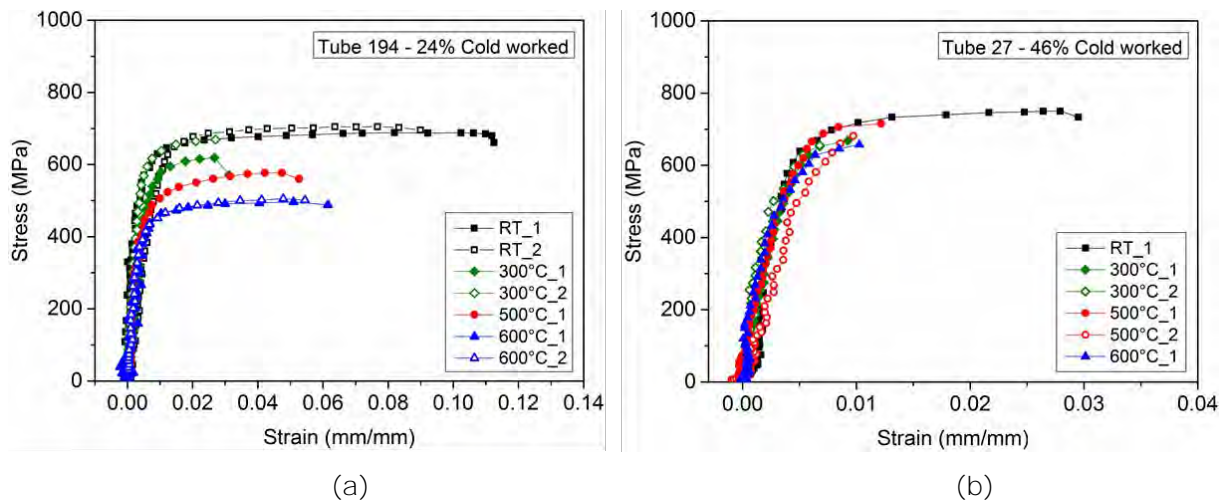 1000
800
600
400
200
0
Stress (MPa)
Tube 194 - 24% Cold worked
RT_1
RT_2
300°C_1
300°C_2
500°C_1
600°C_1
600°C_2
0.00 0.02 0.04 0.06 0.08 0.10 0.12 0.14
Strain (mm/mm)
(a)
1000
800
600
400
200
0
Stress (MPa)
Tube 27 - 46% Cold worked
RT_1
300°C_1
300°C_2
500°C_1
500°C_2
600°C_1
0.00 0.01 0.02 0.03 0.04
Strain (mm/mm)
(b)